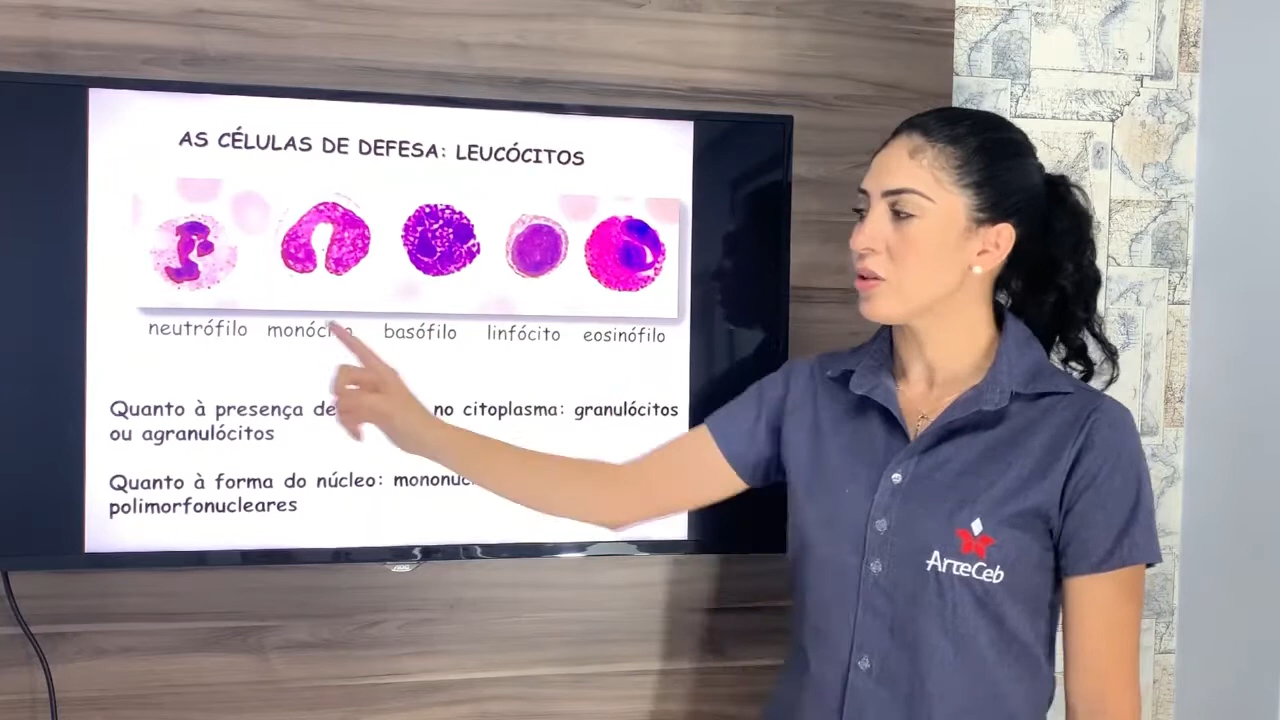 AS CÉLULAS DE DEFESA: LEUCÓCITOS
neutrófilo basófilo linfócito eosinófilo
Quanto à presença de no citoplasma: granulócitos
ou agranulócitos
Quanto à forma do núcleo:
polimorfonucleares
ArteCeb
AOC